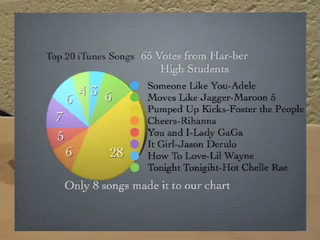 Top 20 iTunes Songs
65 Votes from Har-ber
High Students
4 3 6
6
7
5
6
28
Someone Like You-Adele
Moves Like Jagger-Maroon 5
Pumped Up Kicks-Foster the People
Cheers-Rihanna
You and I-Lady GaGa
It Girl-Jason Derulo
How To Love-Lil Wayne
Tonight Tonigiht-Hot Chelle Rae
Only 8 songs made it to our chart